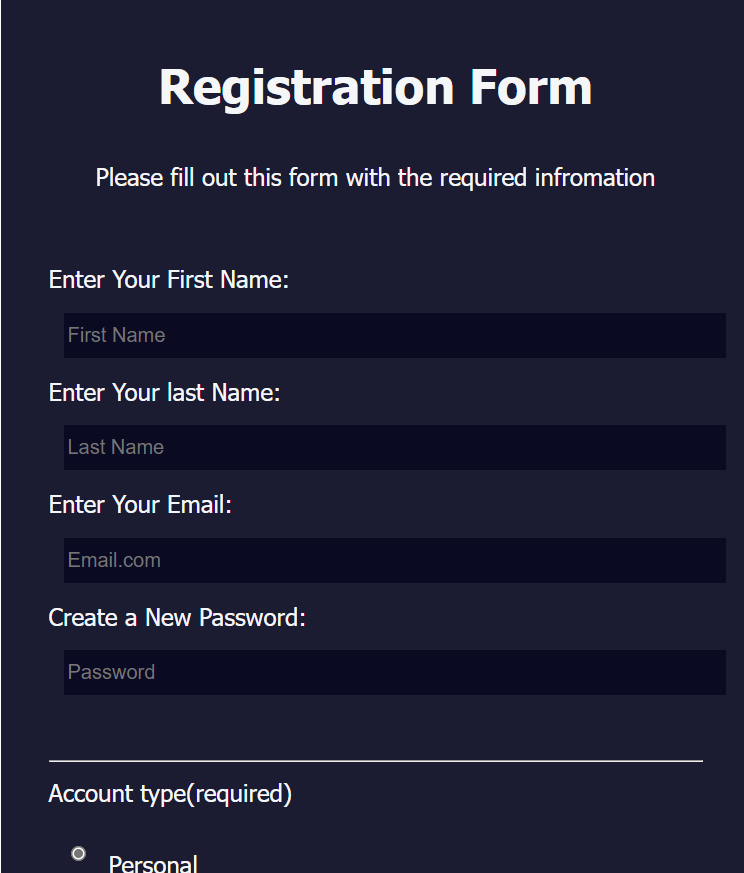 Registration Form
Please fill out this form with the required infromation
Enter Your First Name:
First Name
Enter Your last Name:
Last Name
Enter Your Email:
Email.com
Create a New Password:
Password
Account type(required)
Personal